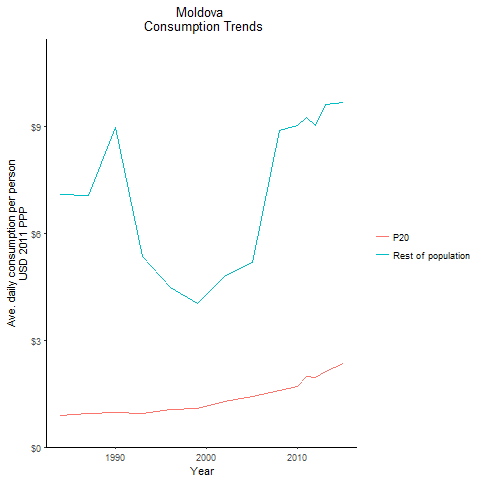 Moldova
Consumption Trends
Ave. daily consumption per person
USD 2011 PPP
$9
$6
$3
$0
1990
2000
2010
Year
P20
Rest of population